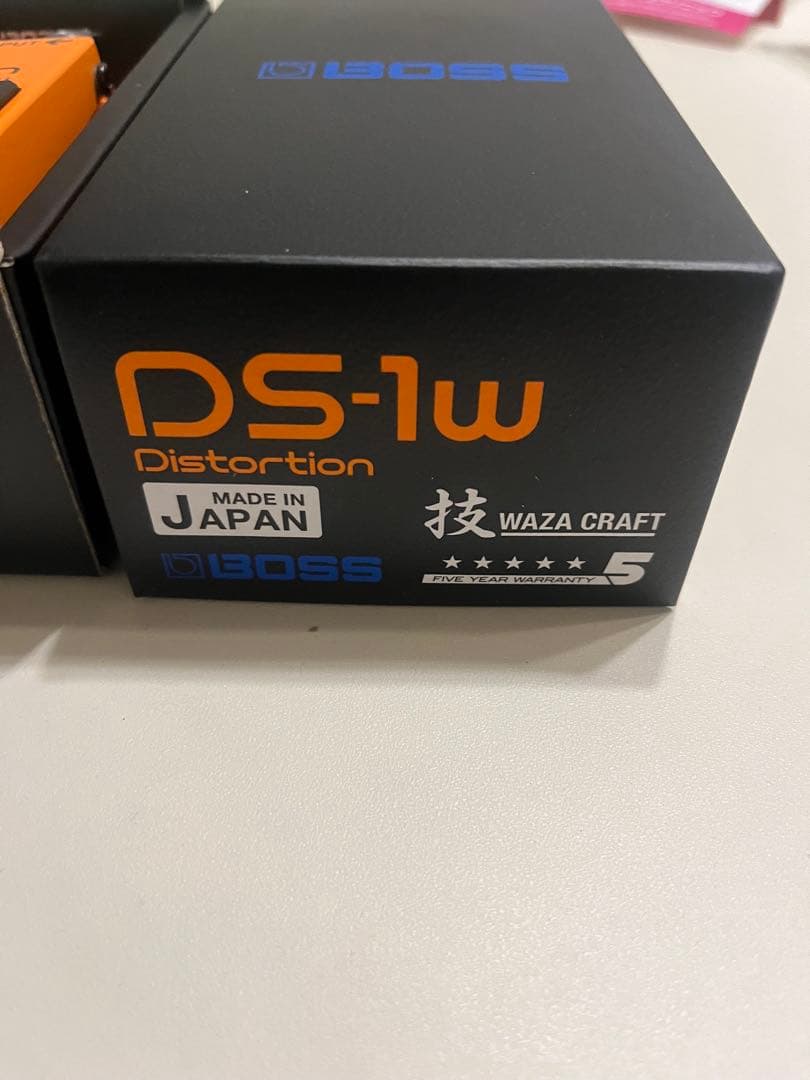 BOSS
DS-1w
Distortion
MADE IN
JAPAN
技 WAZA CRAFT
BOSS
FIVE YEAR WARRANTY 5